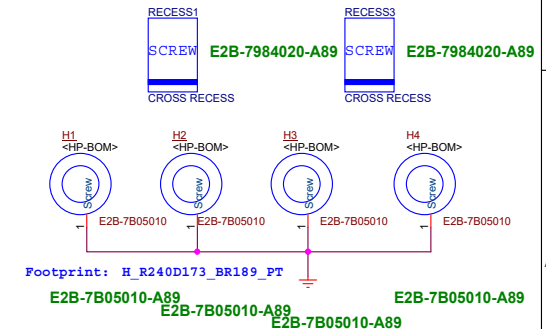 RECESS1
RECESS3
SCREW
E2B-7984020-A89
SCREW
E2B-7984020-A89
CROSS RECESS
CROSS RECESS
H1
H2
H3
H4
<HP-BOM>
<HP-BOM>
<HP-BOM>
<HP-BOM>
Screw
Screw
Screw
Screw
E2B-7B05010
E2B-7B05010
E2B-7B05010
E2B-7B05010
1
1
1
1
Footprint: H_R240D173_BR189_PT
E2B-7B05010-A89
E2B-7B05010-A89
E2B-7B05010-A89
E2B-7B05010-A89